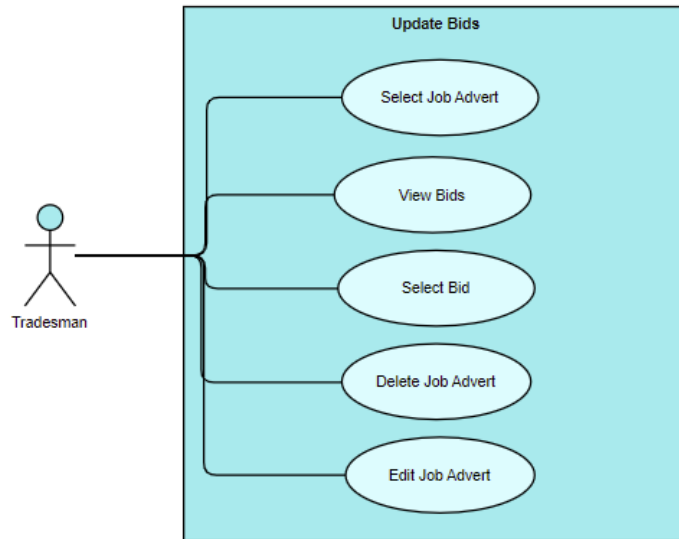 Update Bids
Select Job Advert
View Bids
Select Bid
Tradesman
Delete Job Advert
Edit Job Advert